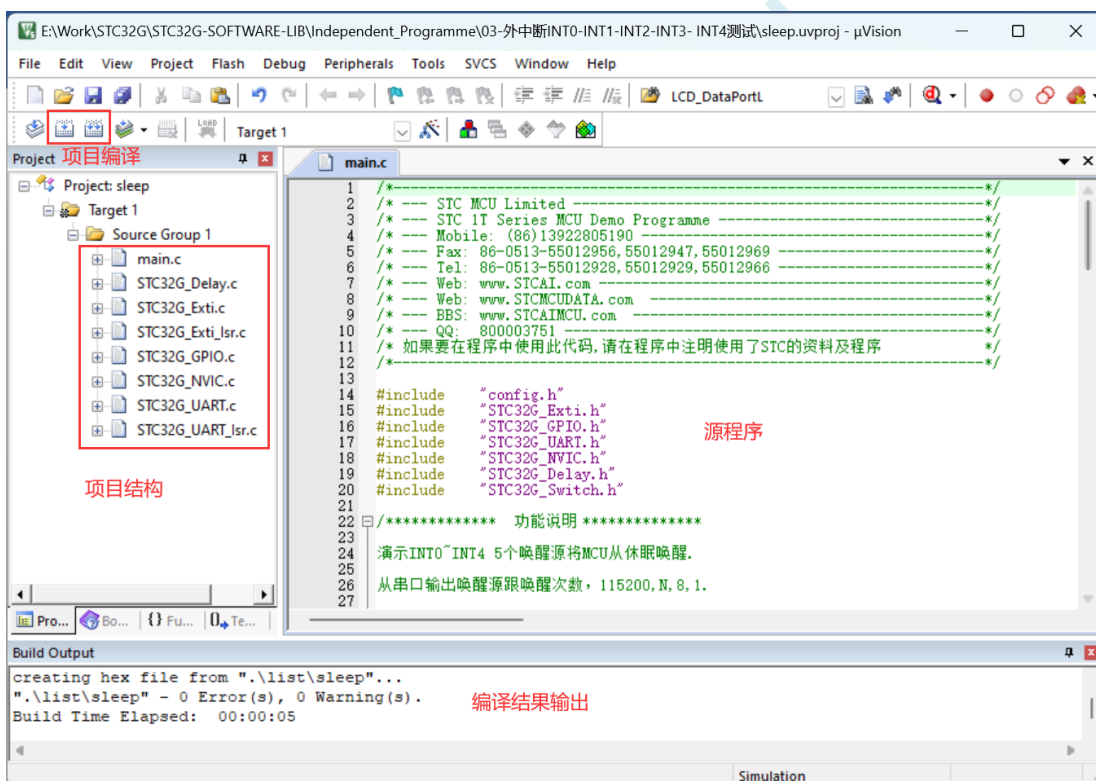 E:\Work\STC32G\STC32G-SOFTWARE-LIB\Independent_Programme\03-外中断INT0-INT1-INT2-INT3- INT4测试\sleep.uvproj - µVision
File Edit View Project Flash Debug Peripherals Tools SVCS Window Help
LCD_DataPortL
LOAD
Target 1
Project 项目编译
main.c
Project: sleep
Target 1
Source Group 1
main.c
STC32G_Delay.c
STC32G_Exti.c
STC32G_Exti_Isr.c
STC32G_GPIO.c
STC32G_NVIC.c
STC32G_UART.c
STC32G_UART_Isr.c
项目结构
1 /*---------------------------------------------------------------------*/
2 /* --- STC MCU Limited ------------------------------------------------*/
3 /* --- STC 1T Series MCU Demo Programme -------------------------------*/
4 /* --- Mobile: (86)13922805190 ----------------------------------------*/
5 /* --- Fax: 86-0513-55012956,55012947,55012969 ------------------------*/
6 /* --- Tel: 86-0513-55012928,55012929,55012966 ------------------------*/
7 /* --- Web: www.STCAI.com ---------------------------------------------*/
8 /* --- Web: www.STCMCUDATA.com ---------------------------------------*/
9 /* --- BBS: www.STCAIMCU.com -----------------------------------------*/
10 /* --- QQ: 800003751 -------------------------------------------------*/
11 /* 如果要在程序中使用此代码,请在程序中注明使用了STC的资料及程序 */
12 /*---------------------------------------------------------------------*/
13
14 #include "config.h"
15 #include "STC32G_Exti.h"
16 #include "STC32G_GPIO.h"
17 #include "STC32G_UART.h"
18 #include "STC32G_NVIC.h"
19 #include "STC32G_Delay.h"
20 #include "STC32G_Switch.h"
源程序
21
22 /************* 功能说明 **************
23
24 演示INT0~INT4 5个唤醒源将MCU从休眠唤醒.
25
26 从串口输出唤醒源跟唤醒次数，115200,N,8,1.
27
Pro... Bo... {} Fu... Te...
Build Output
creating hex file from ".\list\sleep"...
".\list\sleep" - 0 Error(s), 0 Warning(s).
Build Time Elapsed: 00:00:05
编译结果输出
Simulation